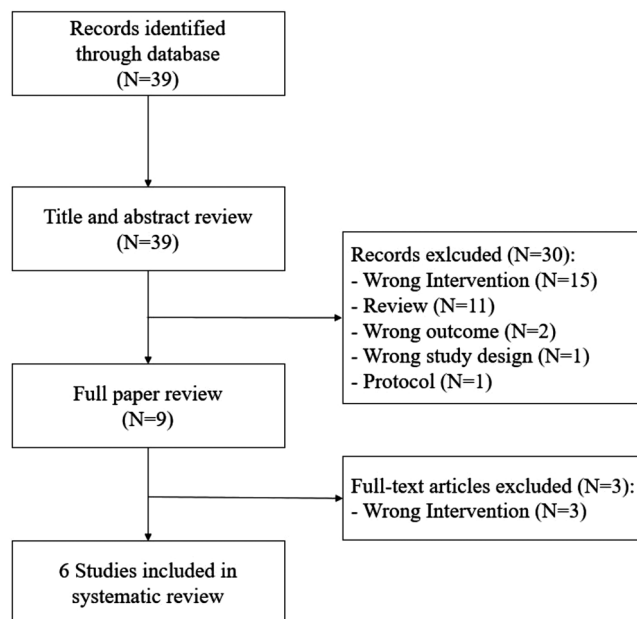 Records identified
through database
(N=39)
Title and abstract review
(N=39)
Records exlcuded (N=30):
- Wrong Intervention (N=15)
- Review (N=11)
- Wrong outcome (N=2)
- Wrong study design (N=1)
- Protocol (N=1)
Full paper review
(N=9)
Full-text articles excluded (N=3):
- Wrong Intervention (N=3)
6 Studies included in
systematic review